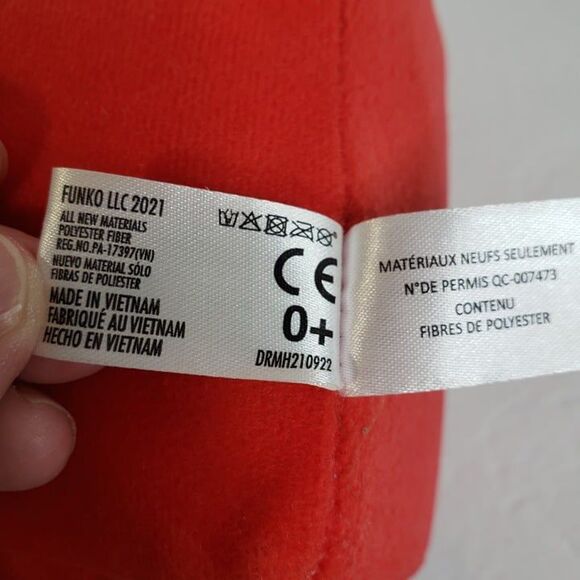 FUNKO LLC 2021
ALL NEW MATERIALS
POLYESTER FIBER
REG.NO.PA-17397(VN)
NUEVO MATERIAL SÓLO
FIBRAS DE POLIESTER
MADE IN VIETNAM
FABRIQUÉ AU VIETNAM
HECHO EN VIETNAM
CE
0+
DRMH210922
MATÉRIAUX NEUFS SEULEMENT
N°DE PERMIS QC-007473
CONTENU
FIBRES DE POLYESTER